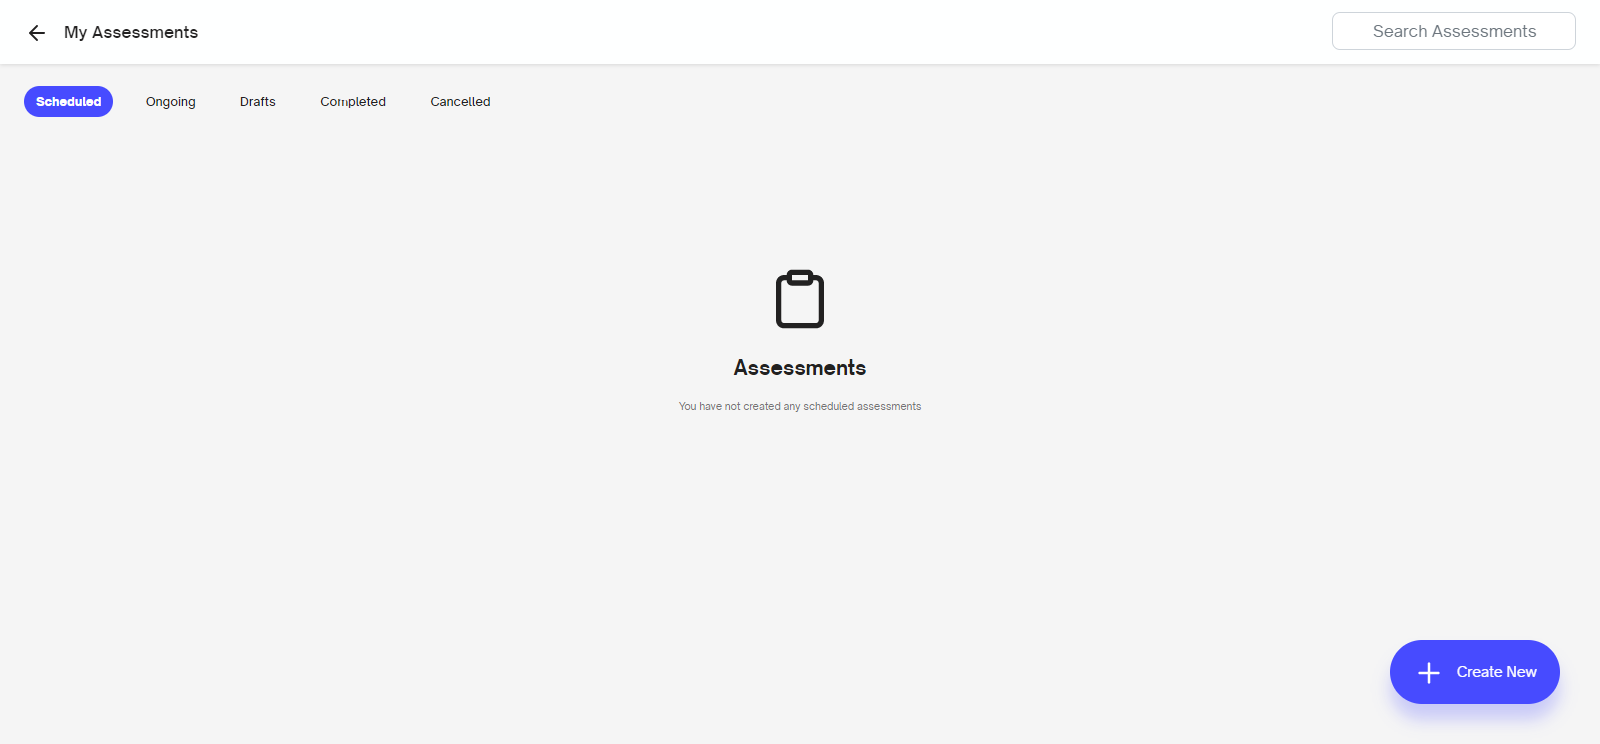 My Assessments
Search Assessments
Scheduled
Ongoing
Drafts
Completed
Cancelled
Assessments
You have not created any scheduled assessments
Create New